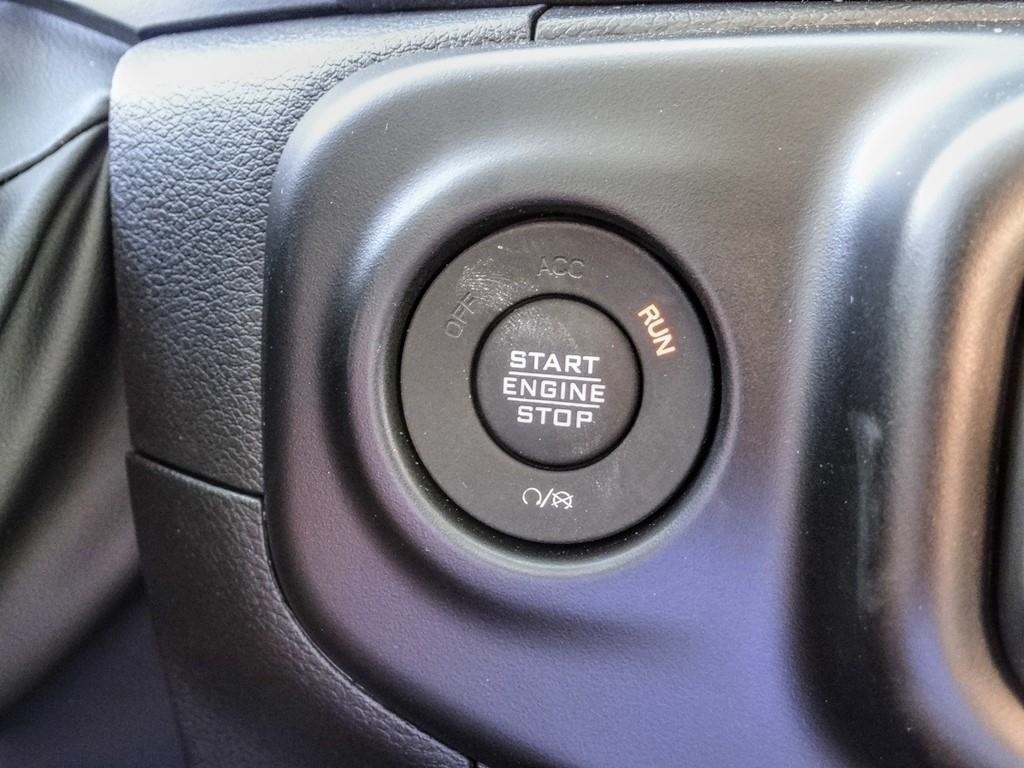 OFF
ACC
RUN
START
ENGINE
STOP